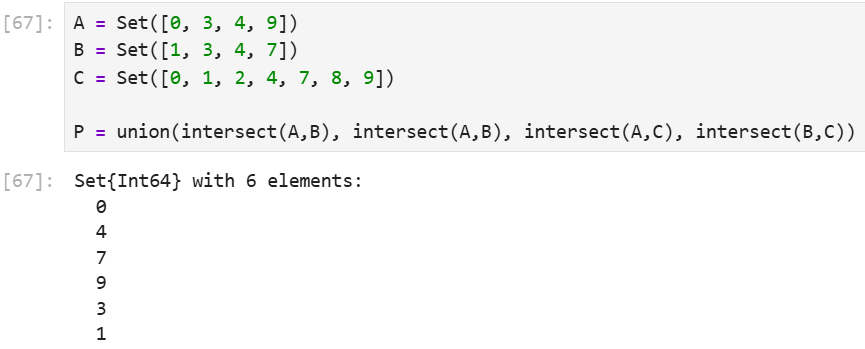 [67]: A = Set([0, 3, 4, 9])
B = Set([1, 3, 4, 7])
C = Set([0, 1, 2, 4, 7, 8, 9])
P = union(intersect(A,B), intersect(A,B), intersect(A,C), intersect(B,C))
[67]: Set{Int64} with 6 elements:
0
4
7
9
3
1